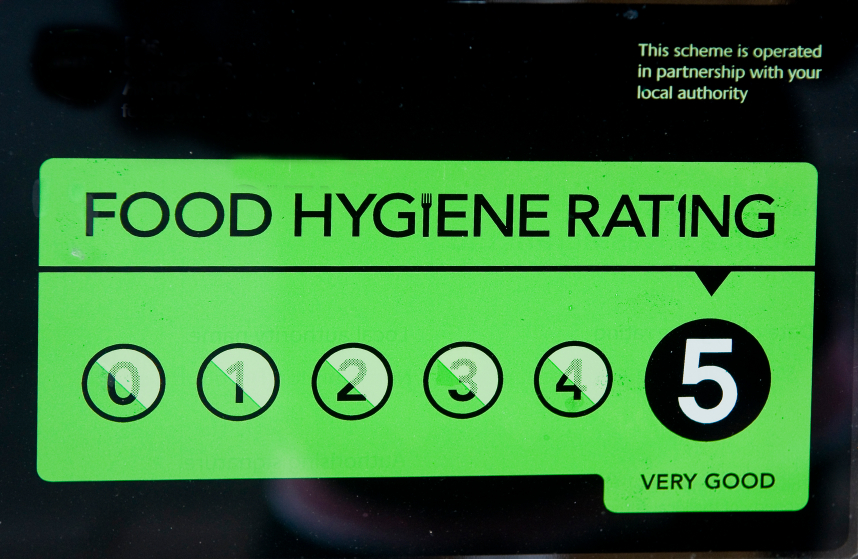 This scheme is operated
in partnership with your
local authority
FOOD HYGIENE RATING
0 1 2 3 4 5
VERY GOOD